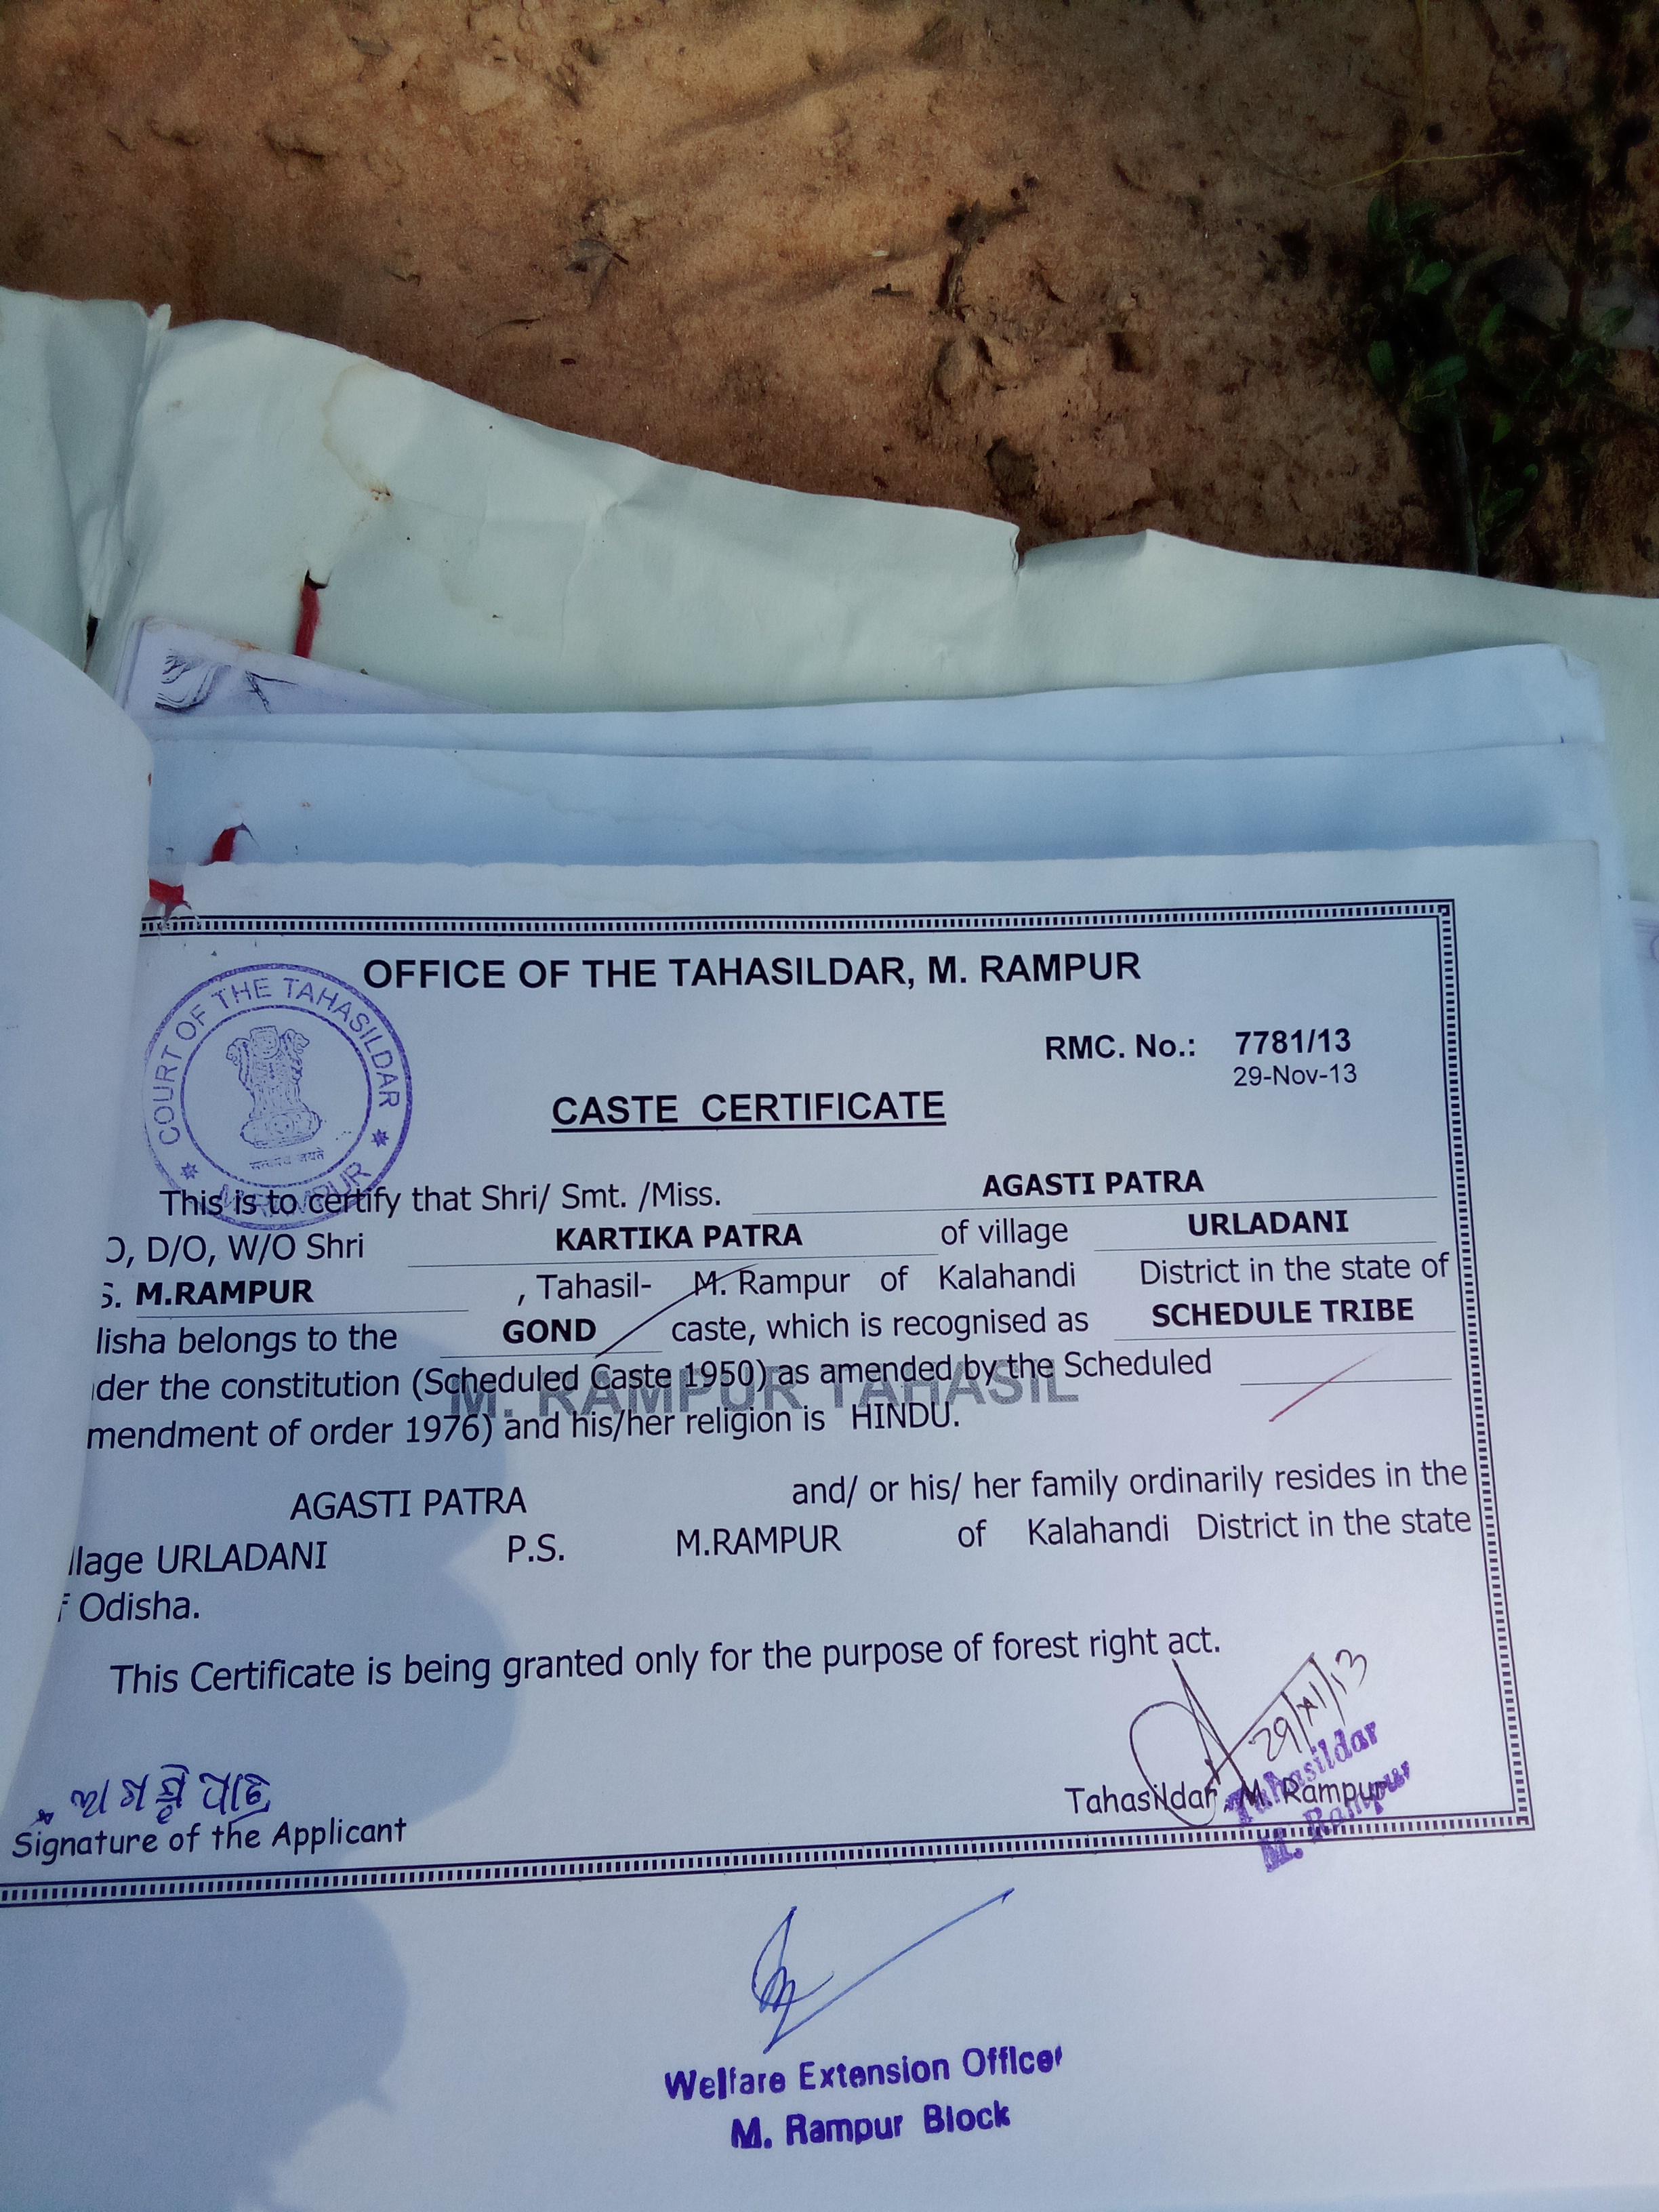 OFFICE OF THE TAHASILDAR, M. RAMPUR
COURT OF THE TAHASILDAR
M. RAMPUR
सत्यमेव जयते
RMC. No.: 7781/13
29-Nov-13
CASTE CERTIFICATE
This is to certify that Shri/ Smt. /Miss. AGASTI PATRA
O, D/O, W/O Shri KARTIKA PATRA of village URLADANI
S. M.RAMPUR , Tahasil- M. Rampur of Kalahandi District in the state of
lisha belongs to the GOND caste, which is recognised as SCHEDULE TRIBE
der the constitution (Scheduled Caste 1950) as amended by the Scheduled
M. RAMPUR TAHASIL
mendment of order 1976) and his/her religion is HINDU.
AGASTI PATRA and/ or his/ her family ordinarily resides in the
llage URLADANI P.S. M.RAMPUR of Kalahandi District in the state
f Odisha.
This Certificate is being granted only for the purpose of forest right act.
29/XI/13
ଅଗସ୍ତି ପାତ୍ର
Signature of the Applicant
Tahasildar, M. Rampur
Tahasildar
M. Rampur
Welfare Extension Officer
M. Rampur Block